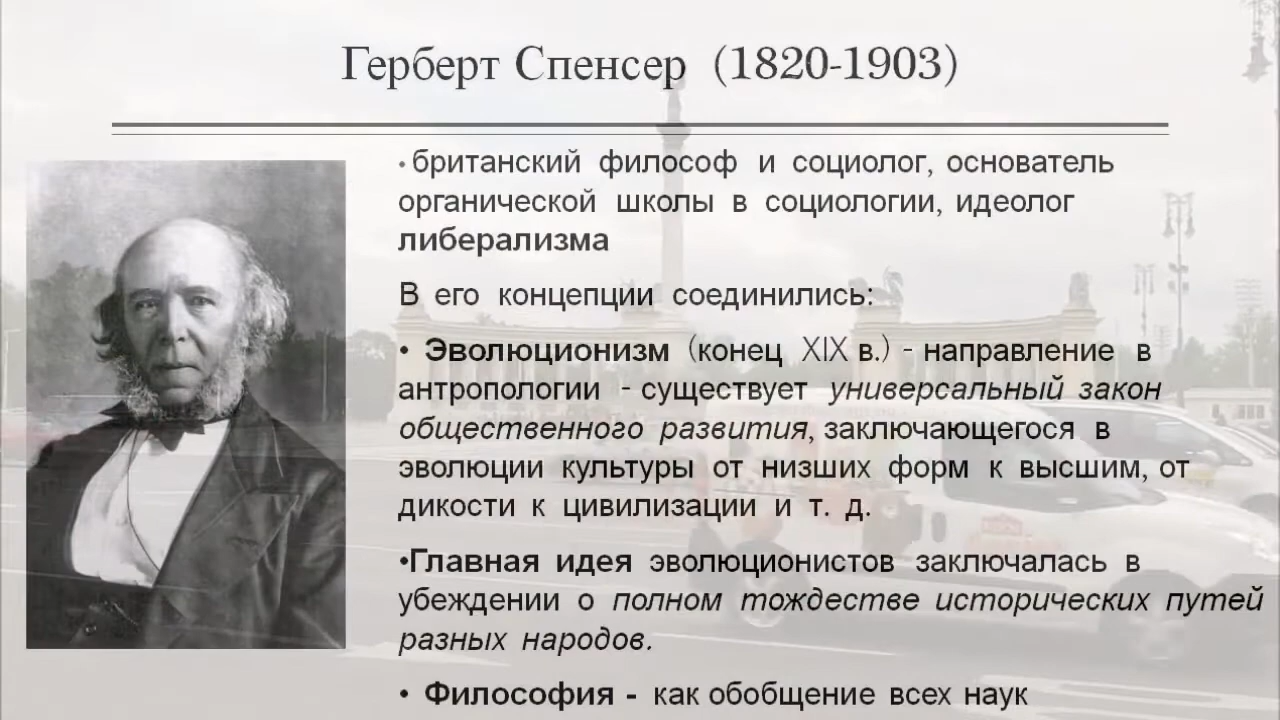 Герберт Спенсер (1820-1903)
• британский философ и социолог, основатель
органической школы в социологии, идеолог
либерализма
В его концепции соединились:
• Эволюционизм (конец XIX в.) - направление в
антропологии - существует универсальный закон
общественного развития, заключающегося в
эволюции культуры от низших форм к высшим, от
дикости к цивилизации и т. д.
•Главная идея эволюционистов заключалась в
убеждении о полном тождестве исторических путей
разных народов.
• Философия - как обобщение всех наук